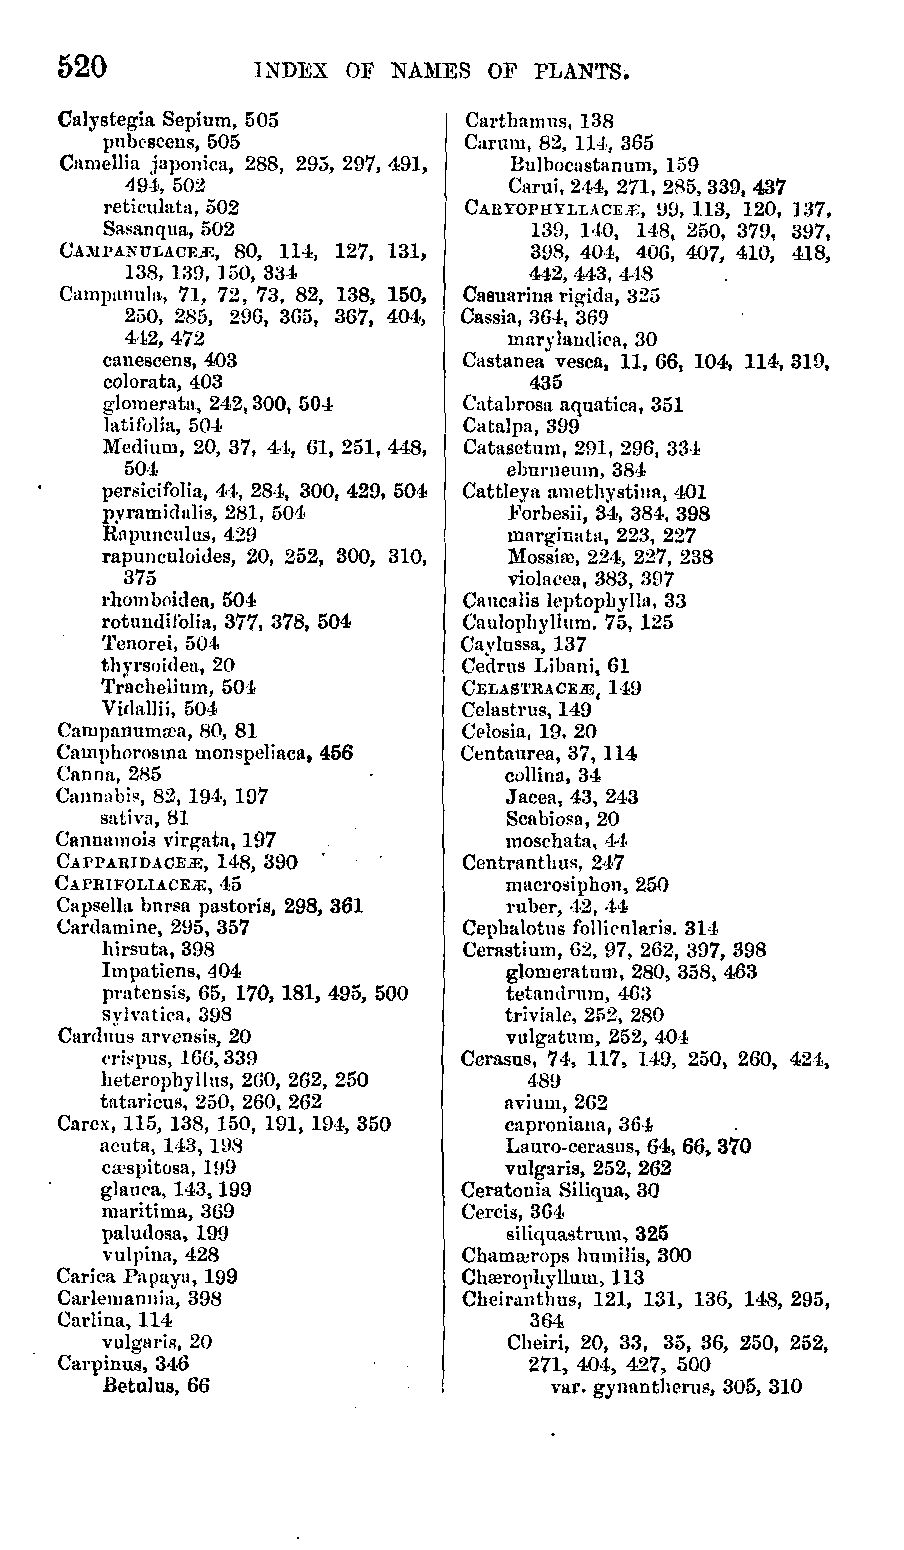 520 INDEX OF NAMES OF PLANTS.
Calystegia Sepium, 505
pubescens, 505
Camellia japonica, 288, 295, 297, 491,
494, 502
reticulata, 502
Sasanqua, 502
CAMPANULACEÆ, 80, 114, 127, 131,
138, 139, 150, 334
Campanula, 71, 72, 73, 82, 138, 150,
250, 285, 296, 365, 367, 404,
442, 472
canescens, 403
colorata, 403
glomerata, 242, 300, 504
latifolia, 504
Medium, 20, 37, 44, 61, 251, 448,
504
persicifolia, 44, 284, 300, 429, 504
pyramidalis, 281, 504
Rapunculus, 429
rapunculoides, 20, 252, 300, 310,
375
rhomboidea, 504
rotundifolia, 377, 378, 504
Tenorei, 504
thyrsoidea, 20
Trachelium, 504
Vidallii, 504
Campanumæa, 80, 81
Camphorosma monspeliaca, 456
Canna, 285
Cannabis, 82, 194, 197
sativa, 81
Cannamois virgata, 197
CAPPARIDACEÆ, 148, 390
CAPRIFOLIACEÆ, 45
Capsella bursa pastoris, 298, 361
Cardamine, 295, 357
hirsuta, 398
Impatiens, 404
pratensis, 65, 170, 181, 495, 500
sylvatica, 398
Carduus arvensis, 20
crispus, 166, 339
heterophyllus, 260, 262, 250
tataricus, 250, 260, 262
Carex, 115, 138, 150, 191, 194, 350
acuta, 143, 198
cæspitosa, 199
glauca, 143, 199
maritima, 369
paludosa, 199
vulpina, 428
Carica Papaya, 199
Carlemannia, 398
Carlina, 114
vulgaris, 20
Carpinus, 346
Betulus, 66
Carthamus, 138
Carum, 82, 114, 365
Bulbocastanum, 159
Carui, 244, 271, 285, 339, 437
CARYOPHYLLACEÆ, 99, 113, 120, 137,
139, 140, 148, 250, 379, 397,
398, 404, 406, 407, 410, 418,
442, 443, 448
Casuarina rigida, 325
Cassia, 364, 369
marylandica, 30
Castanea vesca, 11, 66, 104, 114, 319,
435
Catabrosa aquatica, 351
Catalpa, 399
Catasetum, 291, 296, 334
eburneum, 384
Cattleya amethystina, 401
Forbesii, 34, 384, 398
marginata, 223, 227
Mossiæ, 224, 227, 238
violacea, 383, 397
Caucalis leptophylla, 33
Caulophyllum, 75, 125
Caylussa, 137
Cedrus Libani, 61
CELASTRACEÆ, 149
Celastrus, 149
Celosia, 19, 20
Centaurea, 37, 114
collina, 34
Jacea, 43, 243
Scabiosa, 20
moschata, 44
Centranthus, 247
macrosiphon, 250
ruber, 42, 44
Cephalotus follicularis. 314
Cerastium, 62, 97, 262, 397, 398
glomeratum, 280, 358, 463
tetandrum, 463
triviale, 252, 280
vulgatum, 252, 404
Cerasus, 74, 117, 149, 250, 260, 424,
489
avium, 262
caproniana, 364
Lauro-cerasus, 64, 66, 370
vulgaris, 252, 262
Ceratonia Siliqua, 30
Cercis, 364
siliquastrum, 325
Chamærops humilis, 300
Chærophyllum, 113
Cheiranthus, 121, 131, 136, 148, 295,
364
Cheiri, 20, 33, 35, 36, 250, 252,
271, 404, 427, 500
var. gynantherus, 305, 310